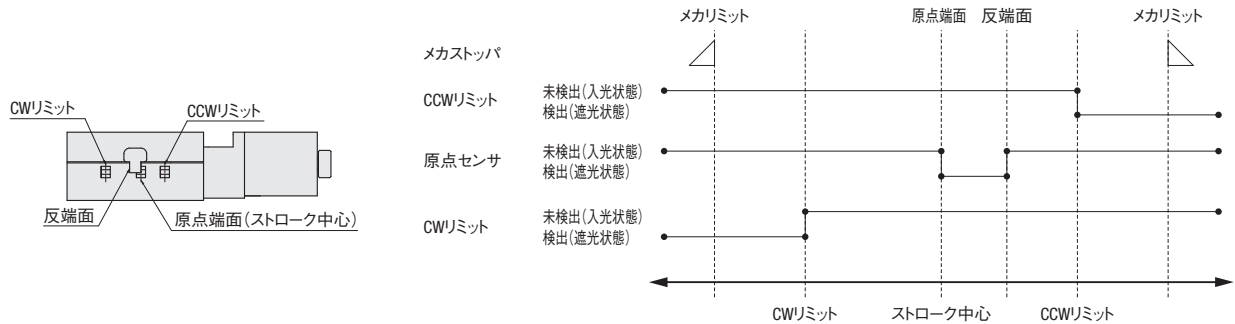 CWリミット
CCWリミット
反端面
原点端面(ストローク中心)
メカリミット
原点端面
反端面
メカリミット
メカストッパ
CCWリミット
未検出(入光状態)
検出(遮光状態)
原点センサ
未検出(入光状態)
検出(遮光状態)
CWリミット
未検出(入光状態)
検出(遮光状態)
CWリミット
ストローク中心
CCWリミット